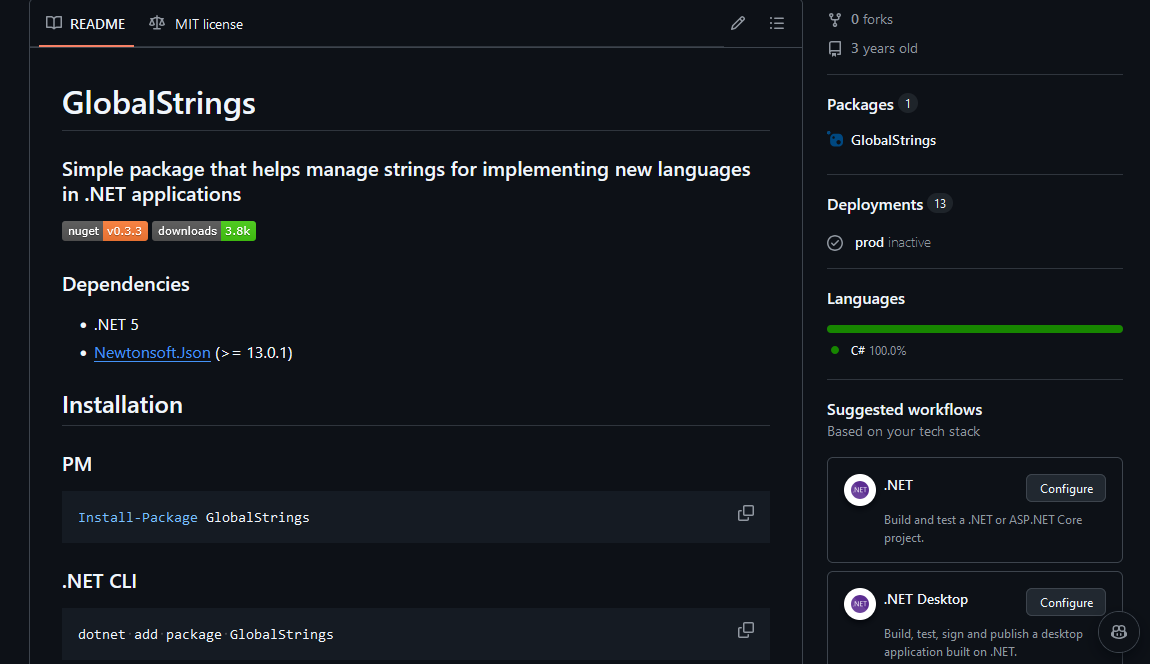 README
MIT license
GlobalStrings
Simple package that helps manage strings for implementing new languages
in .NET applications
nuget v0.3.3 downloads 3.8k
Dependencies
• .NET 5
• Newtonsoft.Json (>= 13.0.1)
Installation
PM
Install-Package GlobalStrings
.NET CLI
dotnet add package GlobalStrings
0 forks
3 years old
Packages 1
GlobalStrings
Deployments 13
prod inactive
Languages
C# 100.0%
Suggested workflows
Based on your tech stack
NET
.NET
Configure
Build and test a .NET or ASP.NET Core
project.
NET
.NET Desktop
Configure
Build, test, sign and publish a desktop
application built on .NET.